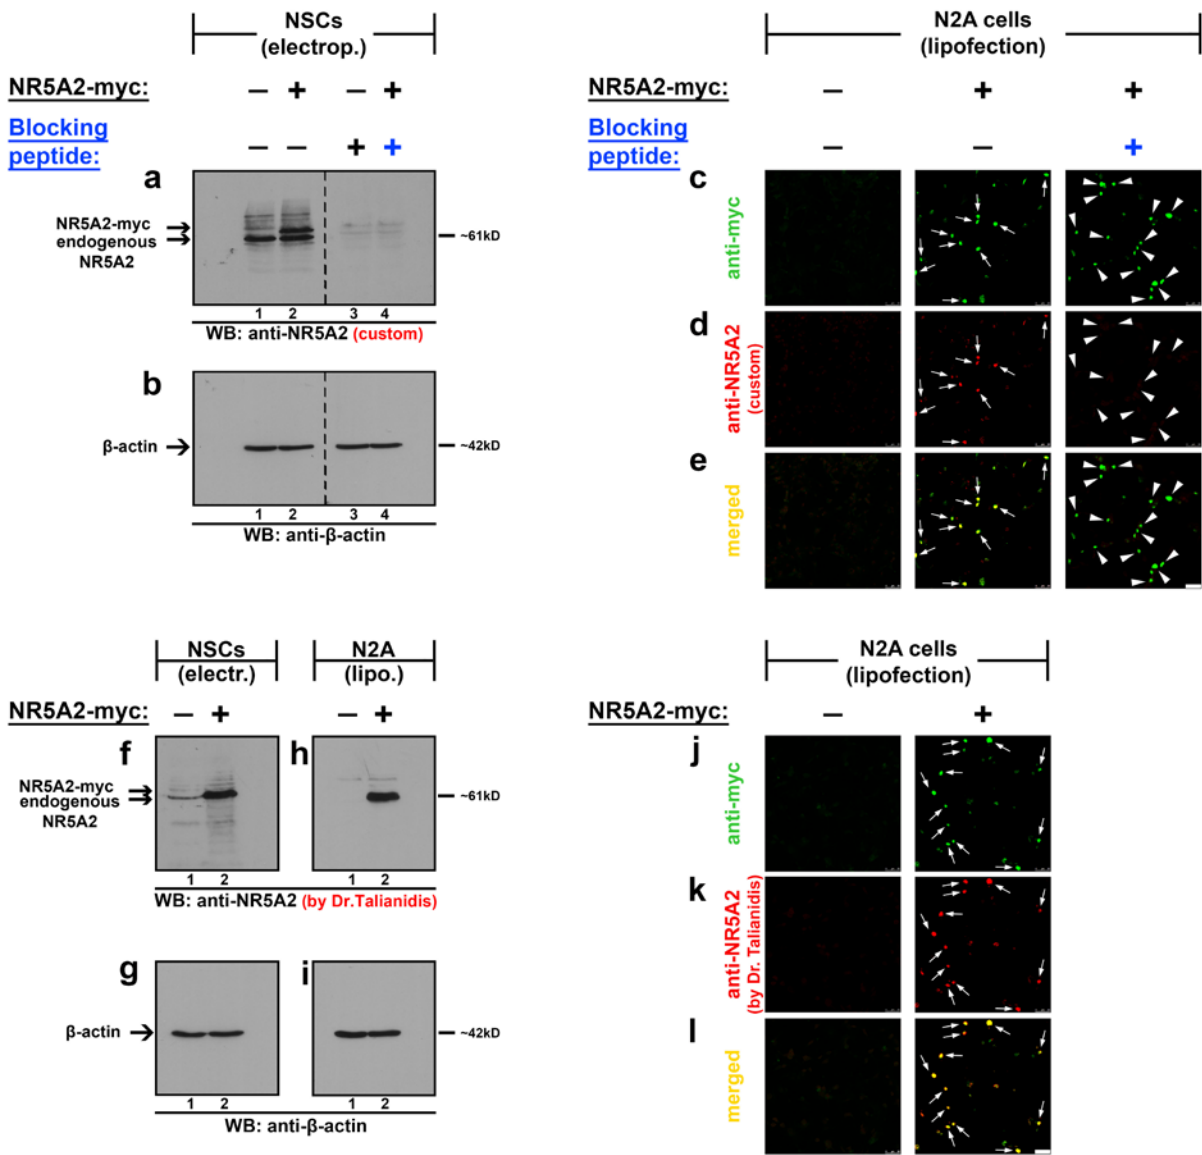 NSCs
(electrop.)
NR5A2-myc: – + – +
Blocking
peptide: – – + +
a
NR5A2-myc
endogenous
NR5A2
~61kD
1 2 3 4
WB: anti-NR5A2 (custom)
b
β-actin
~42kD
1 2 3 4
WB: anti-β-actin
N2A cells
(lipofection)
NR5A2-myc: – + +
Blocking
peptide: – – +
c
anti-myc
d
anti-NR5A2
(custom)
e
merged
NSCs
(electr.)
N2A
(lipo.)
NR5A2-myc: – + – +
f
h
NR5A2-myc
endogenous
NR5A2
~61kD
1 2 1 2
WB: anti-NR5A2 (by Dr.Talianidis)
g
i
β-actin
~42kD
1 2 1 2
WB: anti-β-actin
N2A cells
(lipofection)
NR5A2-myc: – +
j
anti-myc
k
anti-NR5A2
(by Dr. Talianidis)
l
merged